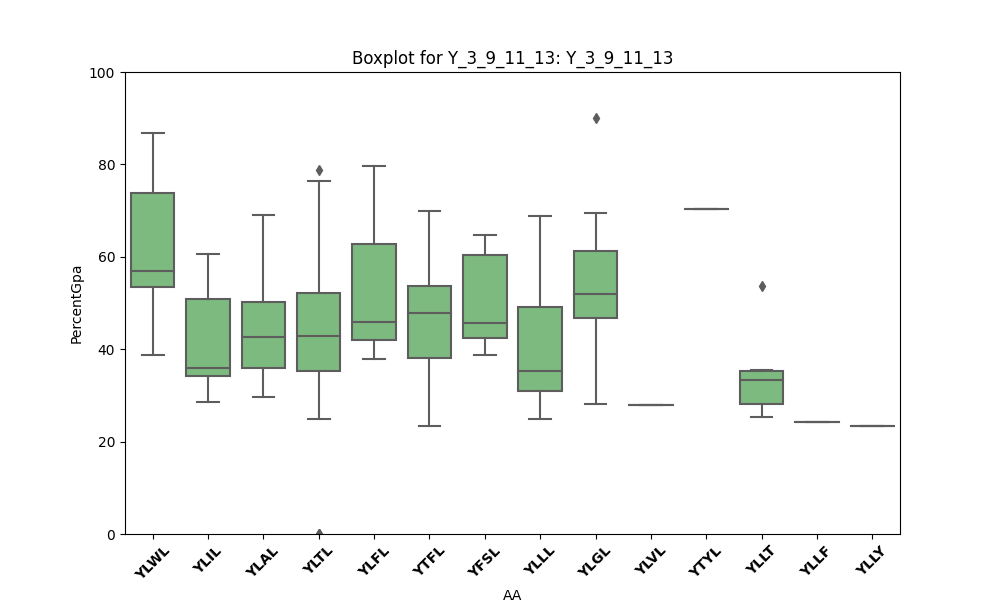 Boxplot for Y_3_9_11_13: Y_3_9_11_13
100
80
60
40
20
0
PercentGpa
YLWL
YLIL
YLAL
YLTL
YLFL
YTFL
YFSL
YLLL
YLGL
YLVL
YTYL
YLLT
YLLF
YLLY
AA